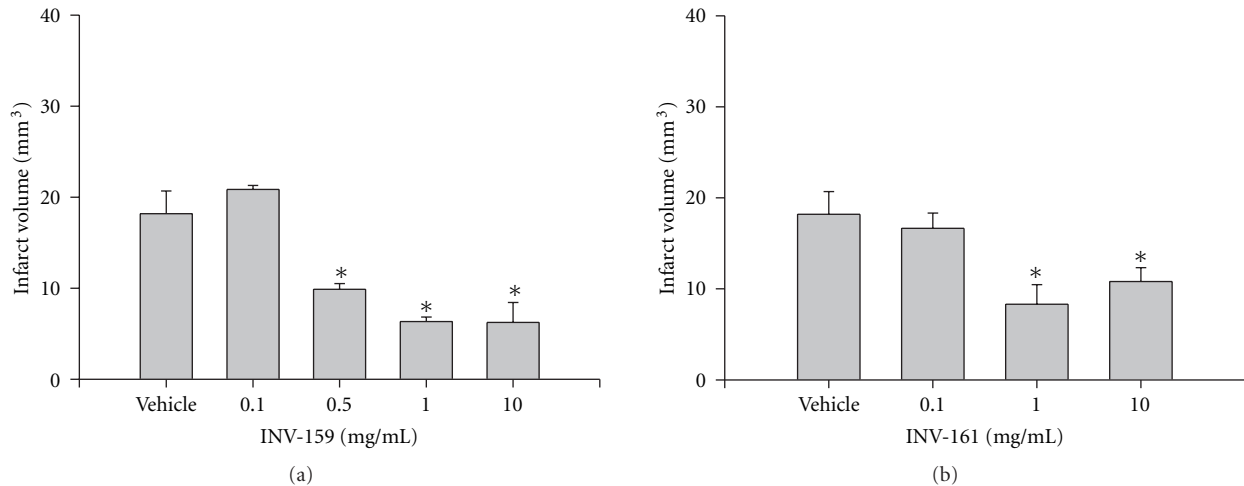 40
30
20
10
0
Infarct volume (mm³)
*
*
*
Vehicle 0.1 0.5 1 10
INV-159 (mg/mL)
(a)
40
30
20
10
0
Infarct volume (mm³)
*
*
Vehicle 0.1 1 10
INV-161 (mg/mL)
(b)